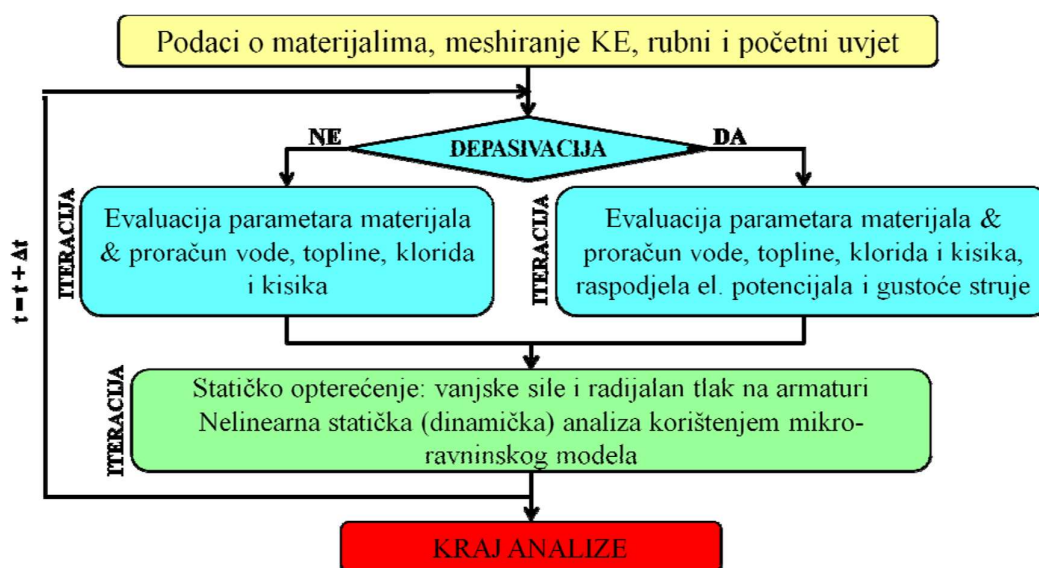 Podaci o materijalima, meshiranje KE, rubni i početni uvjet
NE
DEPASIVACIJA
DA
ITERACIJA
Evaluacija parametara materijala
& proračun vode, topline, klorida
i kisika
ITERACIJA
Evaluacija parametara materijala &
proračun vode, topline, klorida i kisika,
raspodjela el. potencijala i gustoće struje
t = t + Δt
ITERACIJA
Statičko opterećenje: vanjske sile i radijalan tlak na armaturi
Nelinearna statička (dinamička) analiza korištenjem mikro-
ravninskog modela
KRAJ ANALIZE